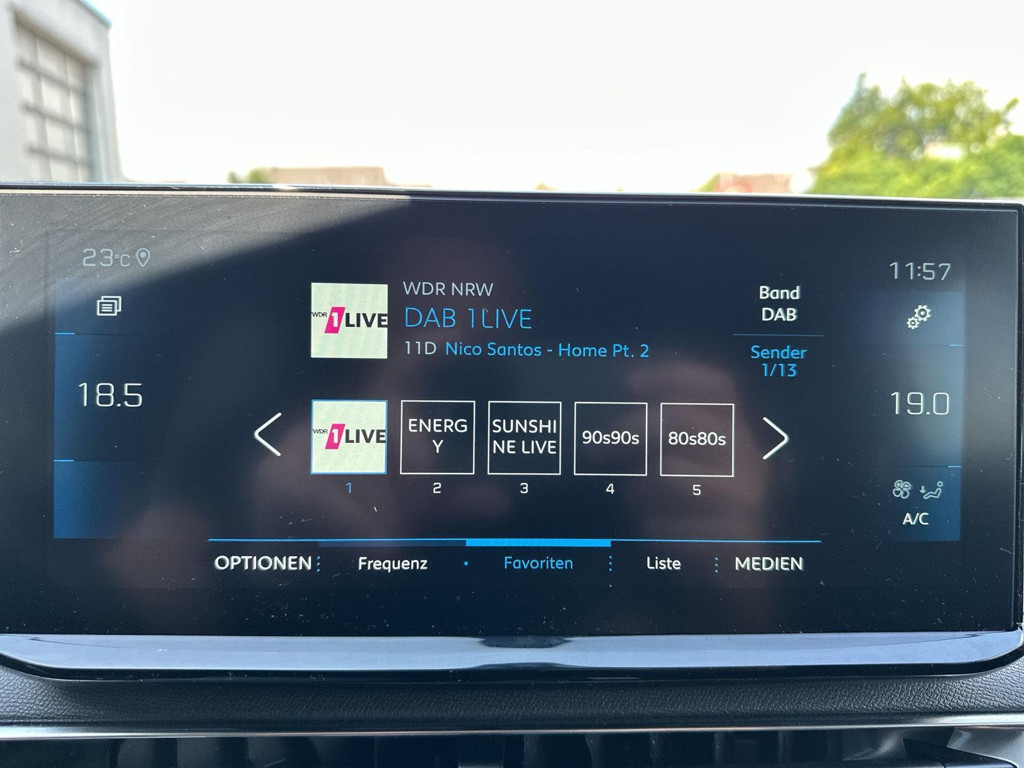 23°C
11:57
WDR NRW
DAB 1LIVE
11D Nico Santos - Home Pt. 2
WDR 1LIVE
Band
DAB
Sender
1/13
18.5
19.0
WDR 1LIVE
ENERG
Y
SUNSHI
NE LIVE
90s90s
80s80s
1
2
3
4
5
A/C
OPTIONEN
Frequenz
Favoriten
Liste
MEDIEN